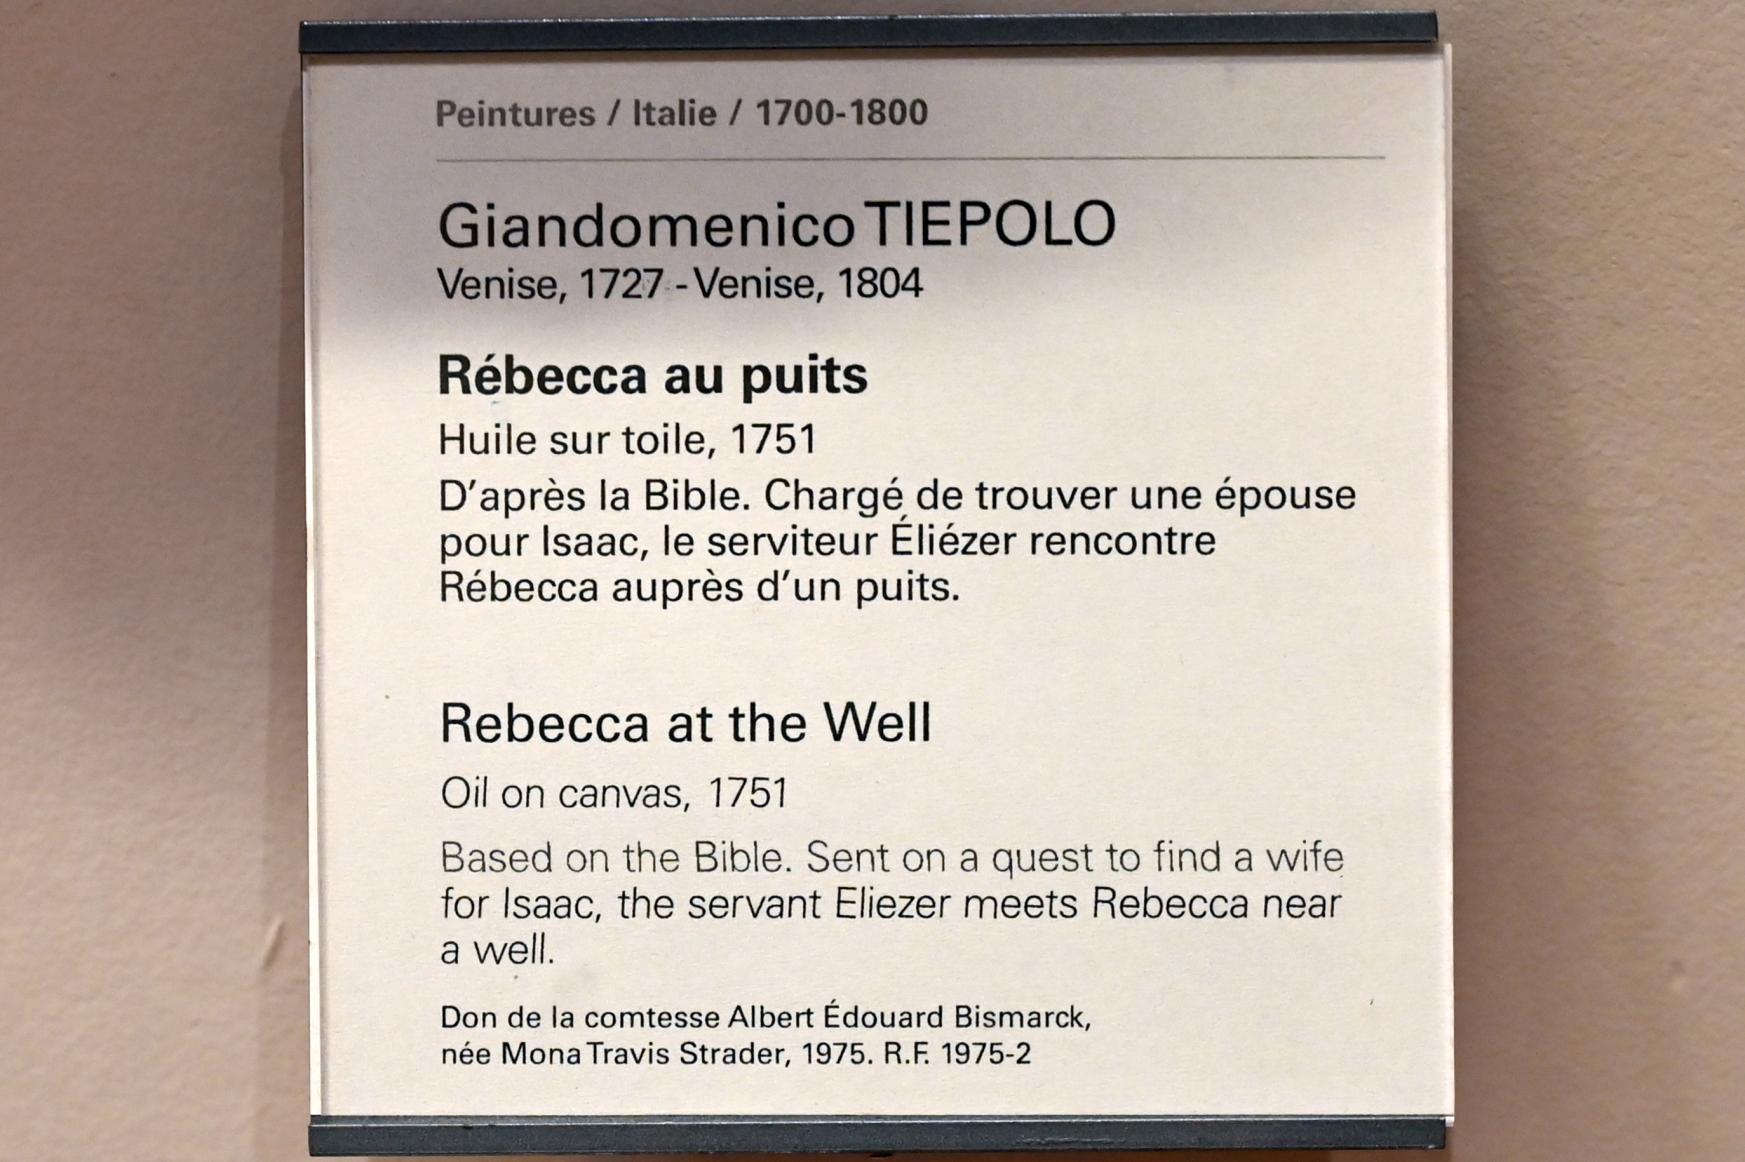 Peintures / Italie / 1700-1800
Giandomenico TIEPOLO
Venise, 1727 - Venise, 1804
Rébecca au puits
Huile sur toile, 1751
D'après la Bible. Chargé de trouver une épouse
pour Isaac, le serviteur Éliézer rencontre
Rébecca auprès d'un puits.
Rebecca at the Well
Oil on canvas, 1751
Based on the Bible. Sent on a quest to find a wife
for Isaac, the servant Eliezer meets Rebecca near
a well.
Don de la comtesse Albert Édouard Bismarck,
née Mona Travis Strader, 1975. R.F. 1975-2